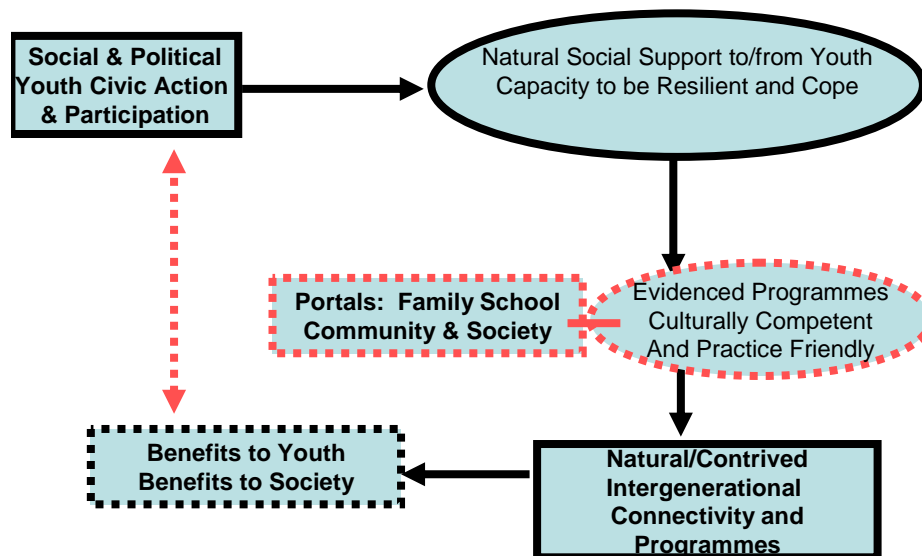 Social & Political
Youth Civic Action
& Participation
Natural Social Support to/from Youth
Capacity to be Resilient and Cope
Portals: Family School
Community & Society
Evidenced Programmes
Culturally Competent
And Practice Friendly
Benefits to Youth
Benefits to Society
Natural/Contrived
Intergenerational
Connectivity and
Programmes